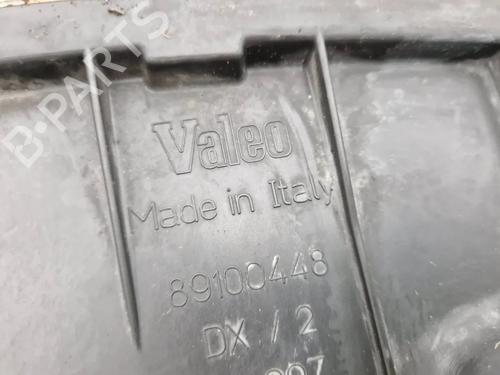 B-PARTS
Valeo
Made in Italy
89100448
DX / 2